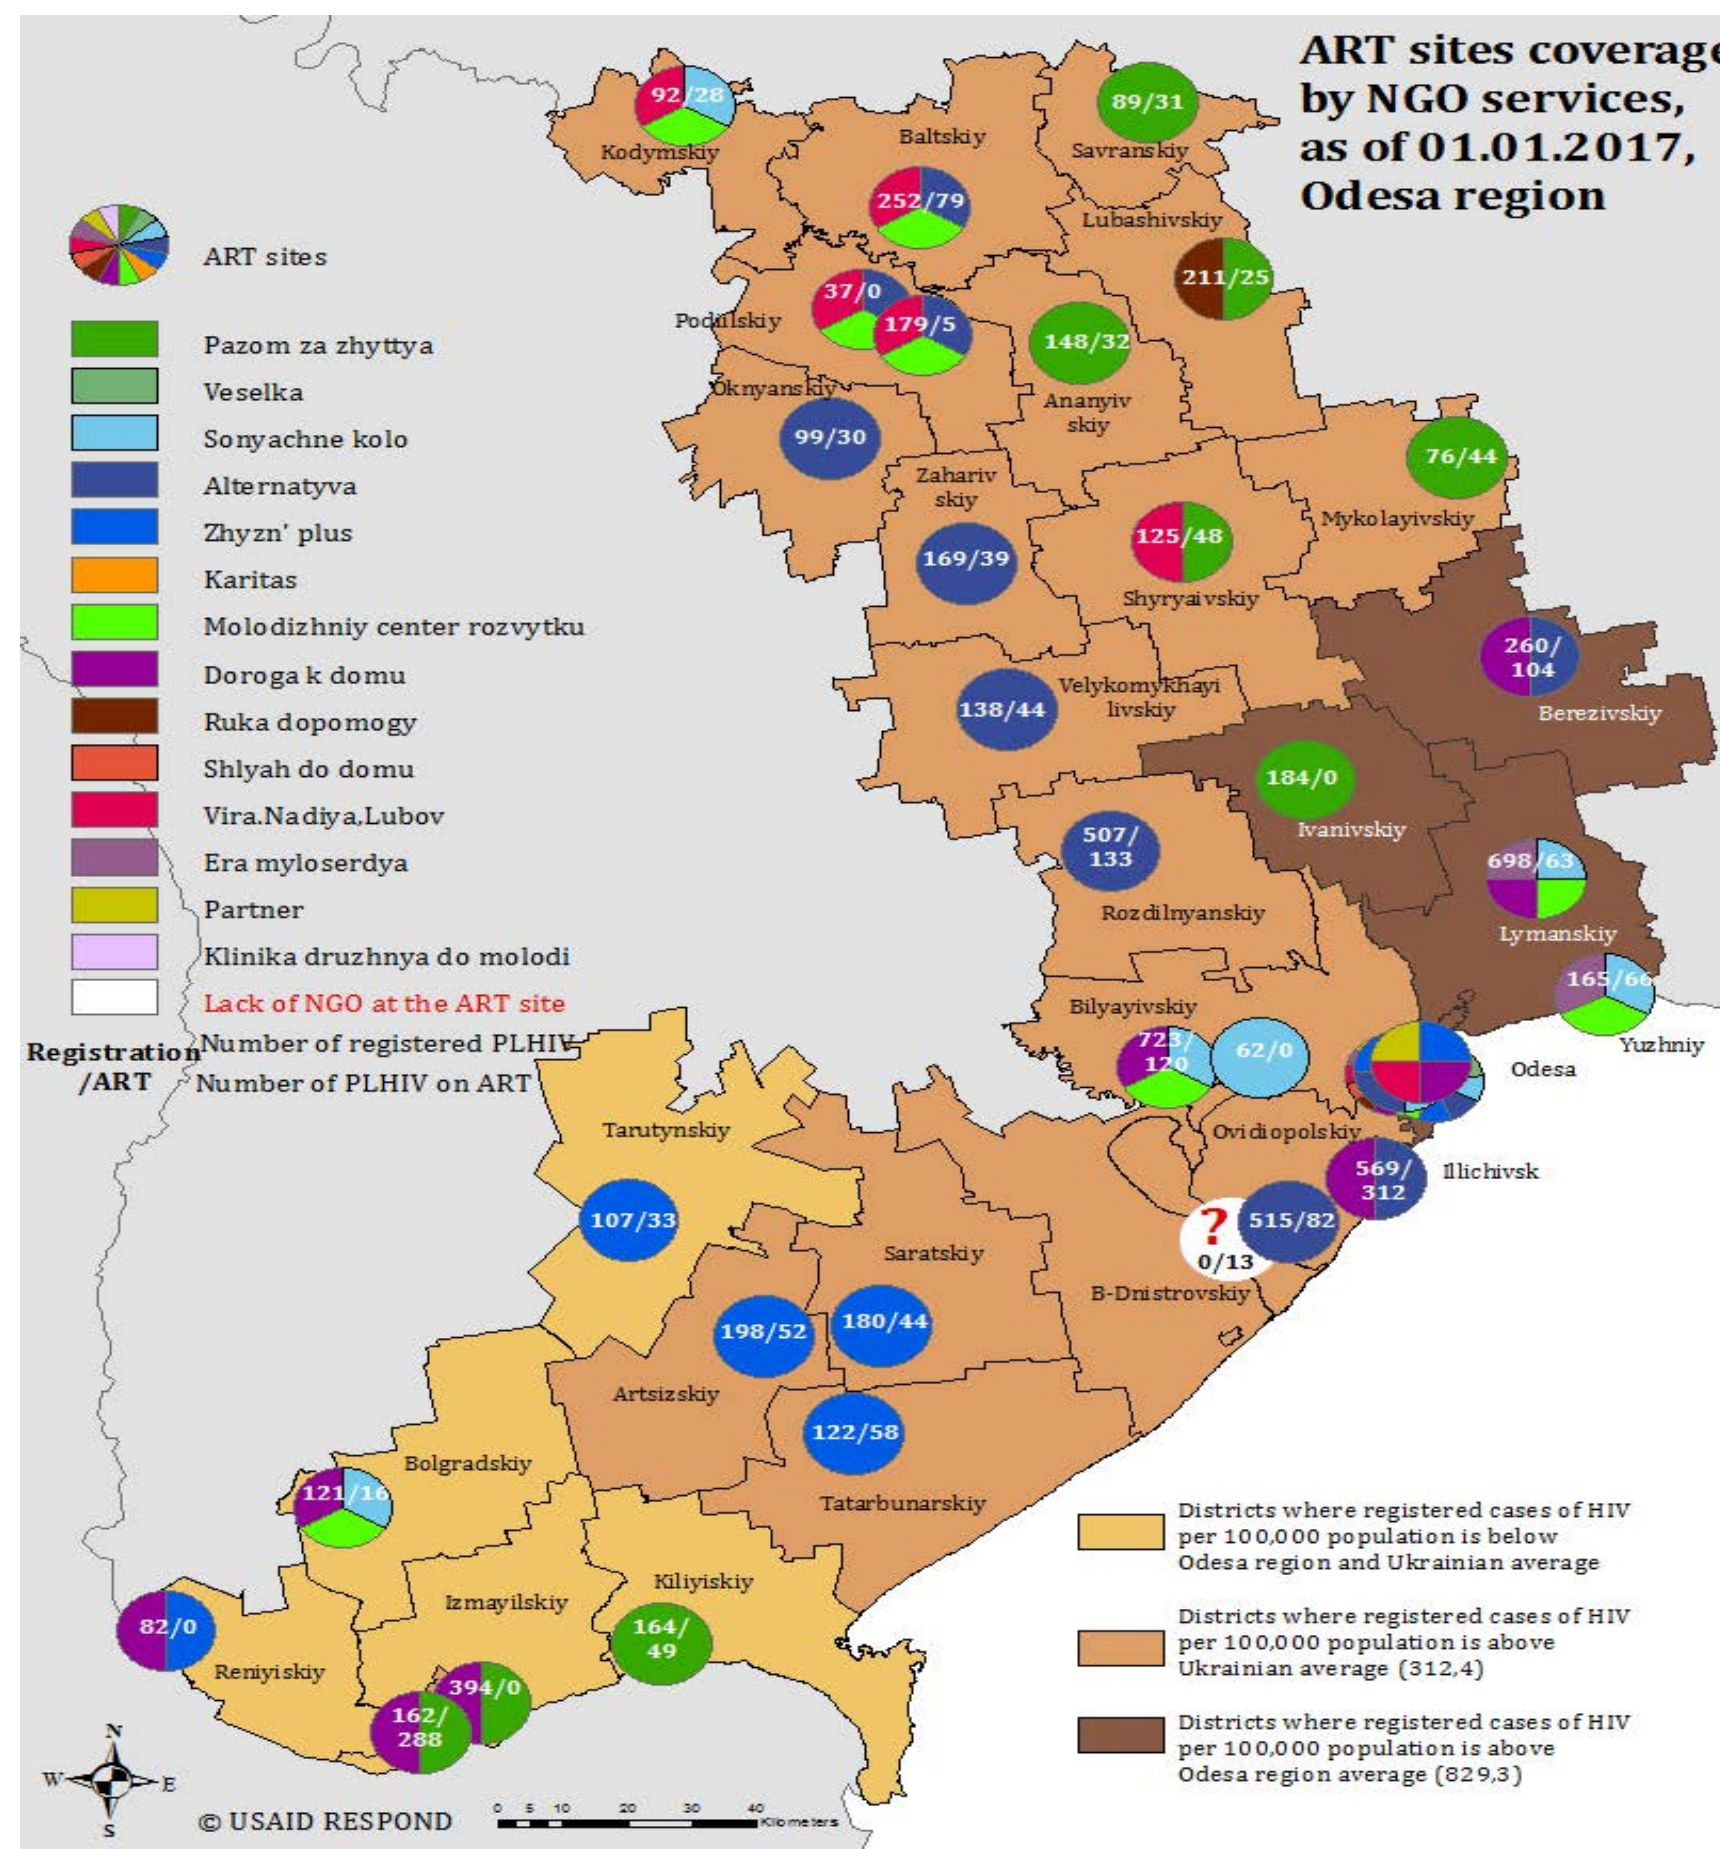 ART sites coverage
by NGO services,
as of 01.01.2017,
Odesa region
ART sites
Pazom za zhyttya
Veselka
Sonyachne kolo
Alternatyva
Zhyzn' plus
Karitas
Molodizhniy center rozvytku
Doroga k domu
Ruka dopomogy
Shlyah do domu
Vira.Nadiya,Lubov
Era myloserdya
Partner
Klinika druzhnya do molodi
Lack of NGO at the ART site
Registration
/ART
Number of registered PLHIV
Number of PLHIV on ART
92/28
Kodymskiy
Baltskiy
252/79
89/31
Savranskiy
Lubashivskiy
211/25
37/0
179/5
Podilskiy
148/32
Ananyiv
skiy
Oknyanskiy
99/30
Zahariv
skiy
169/39
76/44
Mykolayivskiy
125/48
Shyryaivskiy
260/
104
Berezivskiy
138/44
Velykomykhayi
livskiy
184/0
Ivanivskiy
507/
133
Rozdilnyanskiy
698/63
Lymanskiy
165/66
Yuzhniy
Bilyayivskiy
723/
120
62/0
Odesa
Ovidiopolskiy
569/
312
Illichivsk
?
0/13
515/82
B-Dnistrovskiy
Tarutynskiy
107/33
Saratskiy
180/44
198/52
Artsizskiy
122/58
Tatarbunarskiy
Bolgradskiy
121/16
82/0
Reniyiskiy
Izmayilskiy
394/0
162/
288
Kiliyiskiy
164/
49
Districts where registered cases of HIV
per 100,000 population is below
Odesa region and Ukrainian average
Districts where registered cases of HIV
per 100,000 population is above
Ukrainian average (312,4)
Districts where registered cases of HIV
per 100,000 population is above
Odesa region average (829,3)
N
W
E
S
© USAID RESPOND
0 5 10 20 30 40
Kilometers